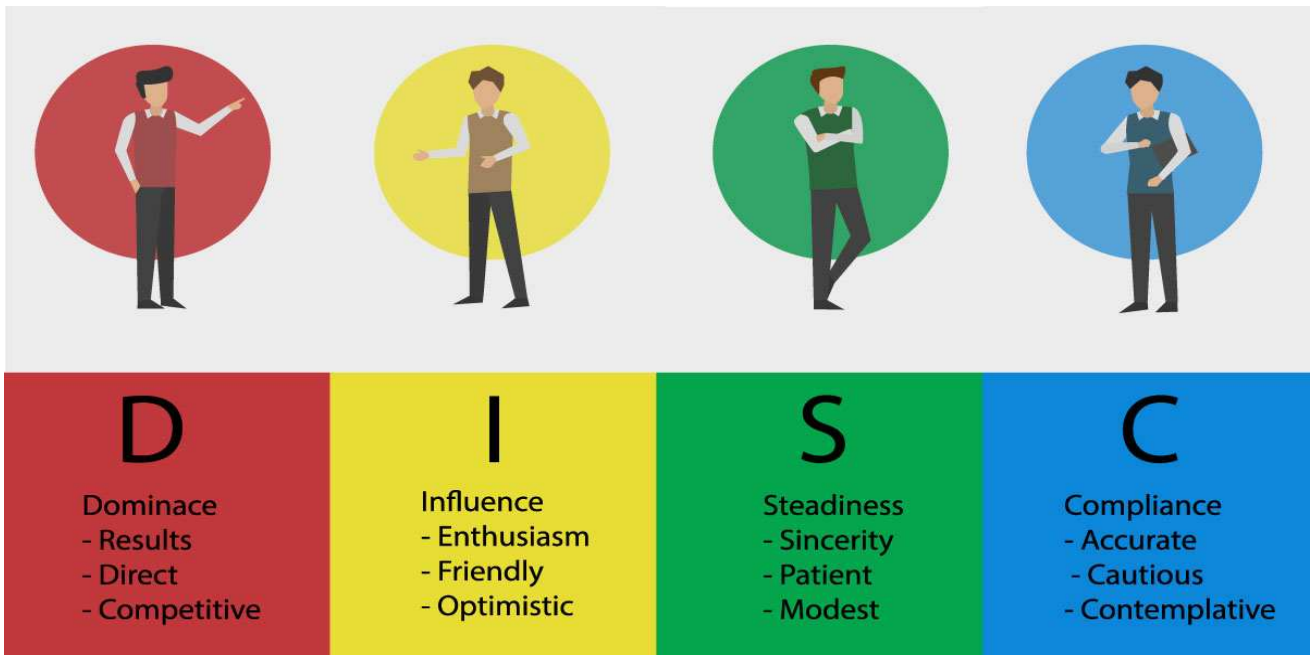 D
Dominace
- Results
- Direct
- Competitive
I
Influence
- Enthusiasm
- Friendly
- Optimistic
S
Steadiness
- Sincerity
- Patient
- Modest
C
Compliance
- Accurate
- Cautious
- Contemplative